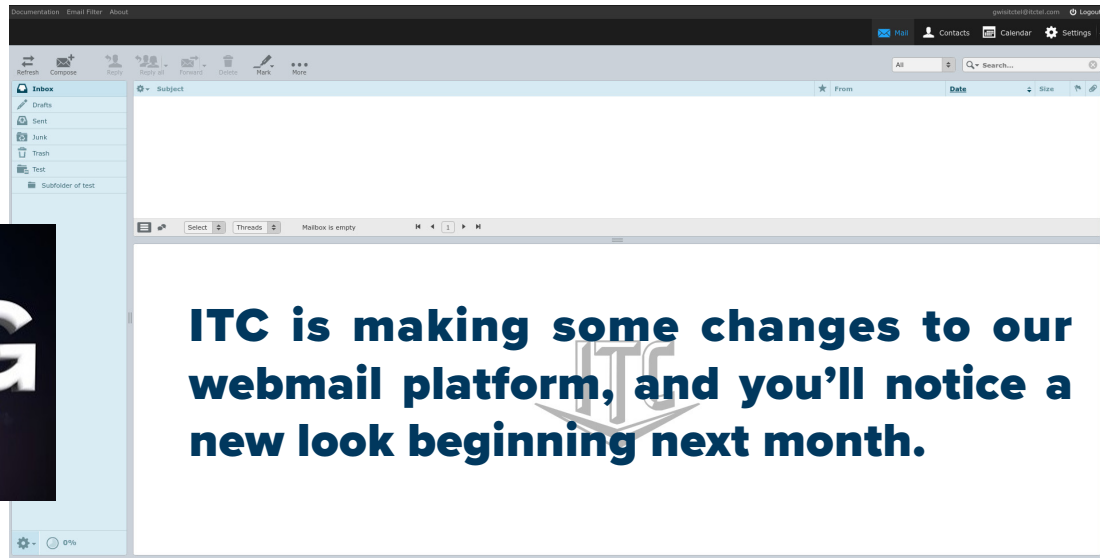 Documentation Email Filter About gwisitctel@itctel.com Logout
Mail Contacts Calendar Settings
Refresh Compose Reply Reply all Forward Delete Mark More All Search...
Inbox Subject From Date Size
Drafts
Sent
Junk
Trash
Test
Subfolder of test
Select Threads Mailbox is empty 1
G
ITC is making some changes to our
webmail platform, and you’ll notice a
new look beginning next month.
ITC
0%